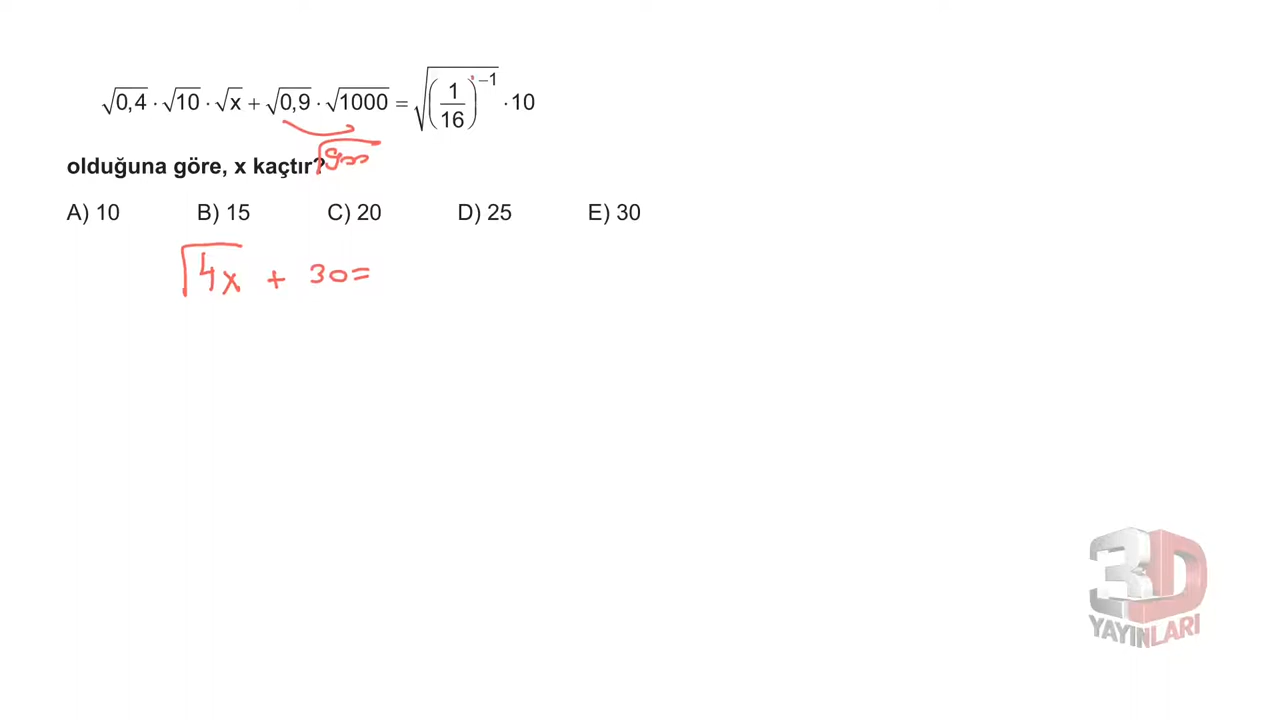 √0,4 · √10 · √x + √0,9 · √1000 = √(1/16)⁻¹ · 10
√900
olduğuna göre, x kaçtır?
A) 10 B) 15 C) 20 D) 25 E) 30
√4x + 30=
3D
YAYINLARI